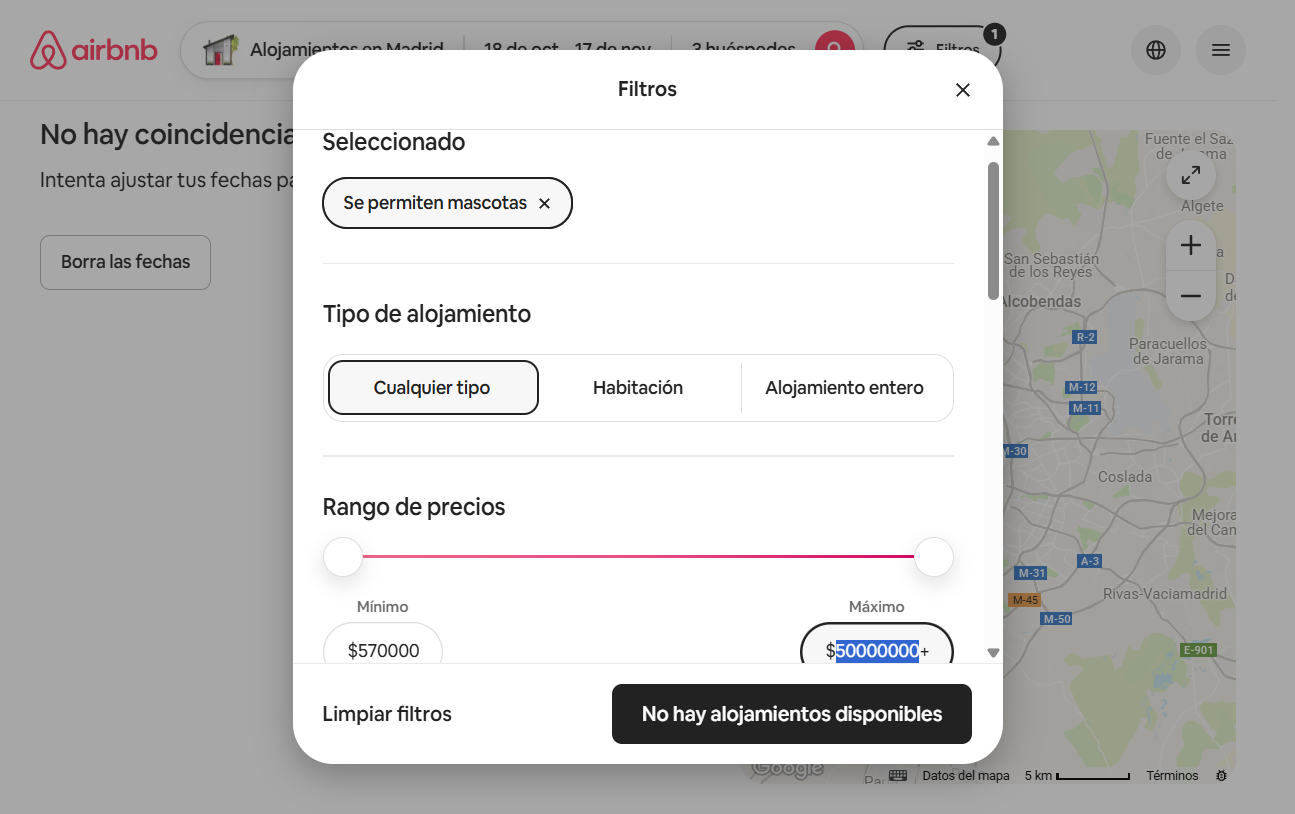 airbnb
Alojamientos en Madrid
18 de oct
17 de nov
3 huéspedes
Filtros
1
No hay coincidencia
Intenta ajustar tus fechas pa
Borra las fechas
Filtros
Seleccionado
Se permiten mascotas
Tipo de alojamiento
Cualquier tipo
Habitación
Alojamiento entero
Rango de precios
Mínimo
Máximo
$570000
$50000000+
Limpiar filtros
No hay alojamientos disponibles
Fuente el Saz
de Jarama
Algete
San Sebastián
de los Reyes
Alcobendas
R-2
Paracuellos
de Jarama
M-12
M-11
Torre
de Ar
M-30
Coslada
Mejora
del Cam
A-3
M-31
M-45
Rivas-Vaciamadrid
M-50
E-901
Google
Par
Datos del mapa
5 km
Términos